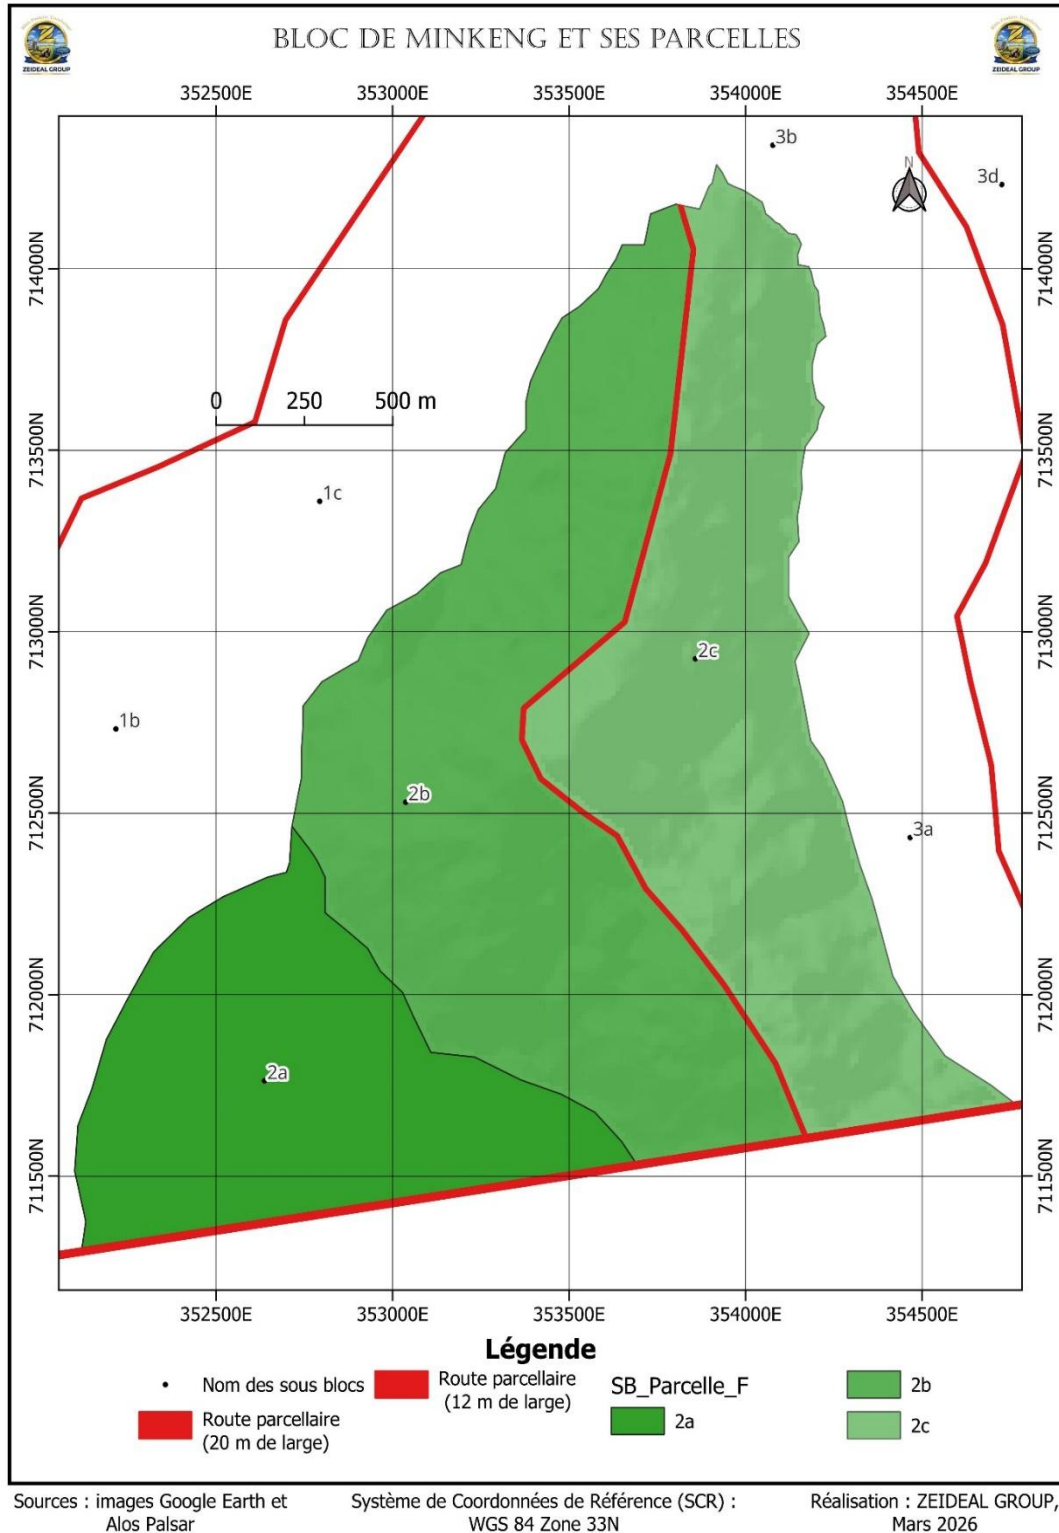 BLOC DE MINKENG ET SES PARCELLES
ZEIDEAL GROUP
ZEIDEAL GROUP
352500E 353000E 353500E 354000E 354500E
3b
3d
N
714000N 714000N
0 250 500 m
713500N 713500N
1c
713000N 713000N
2c
1b
2b
712500N 712500N
3a
712000N 712000N
2a
711500N 711500N
352500E 353000E 353500E 354000E 354500E
Légende
Nom des sous blocs
Route parcellaire
(20 m de large)
Route parcellaire
(12 m de large)
SB_Parcelle_F
2a
2b
2c
Sources : images Google Earth et
Alos Palsar
Système de Coordonnées de Référence (SCR) :
WGS 84 Zone 33N
Réalisation : ZEIDEAL GROUP,
Mars 2026